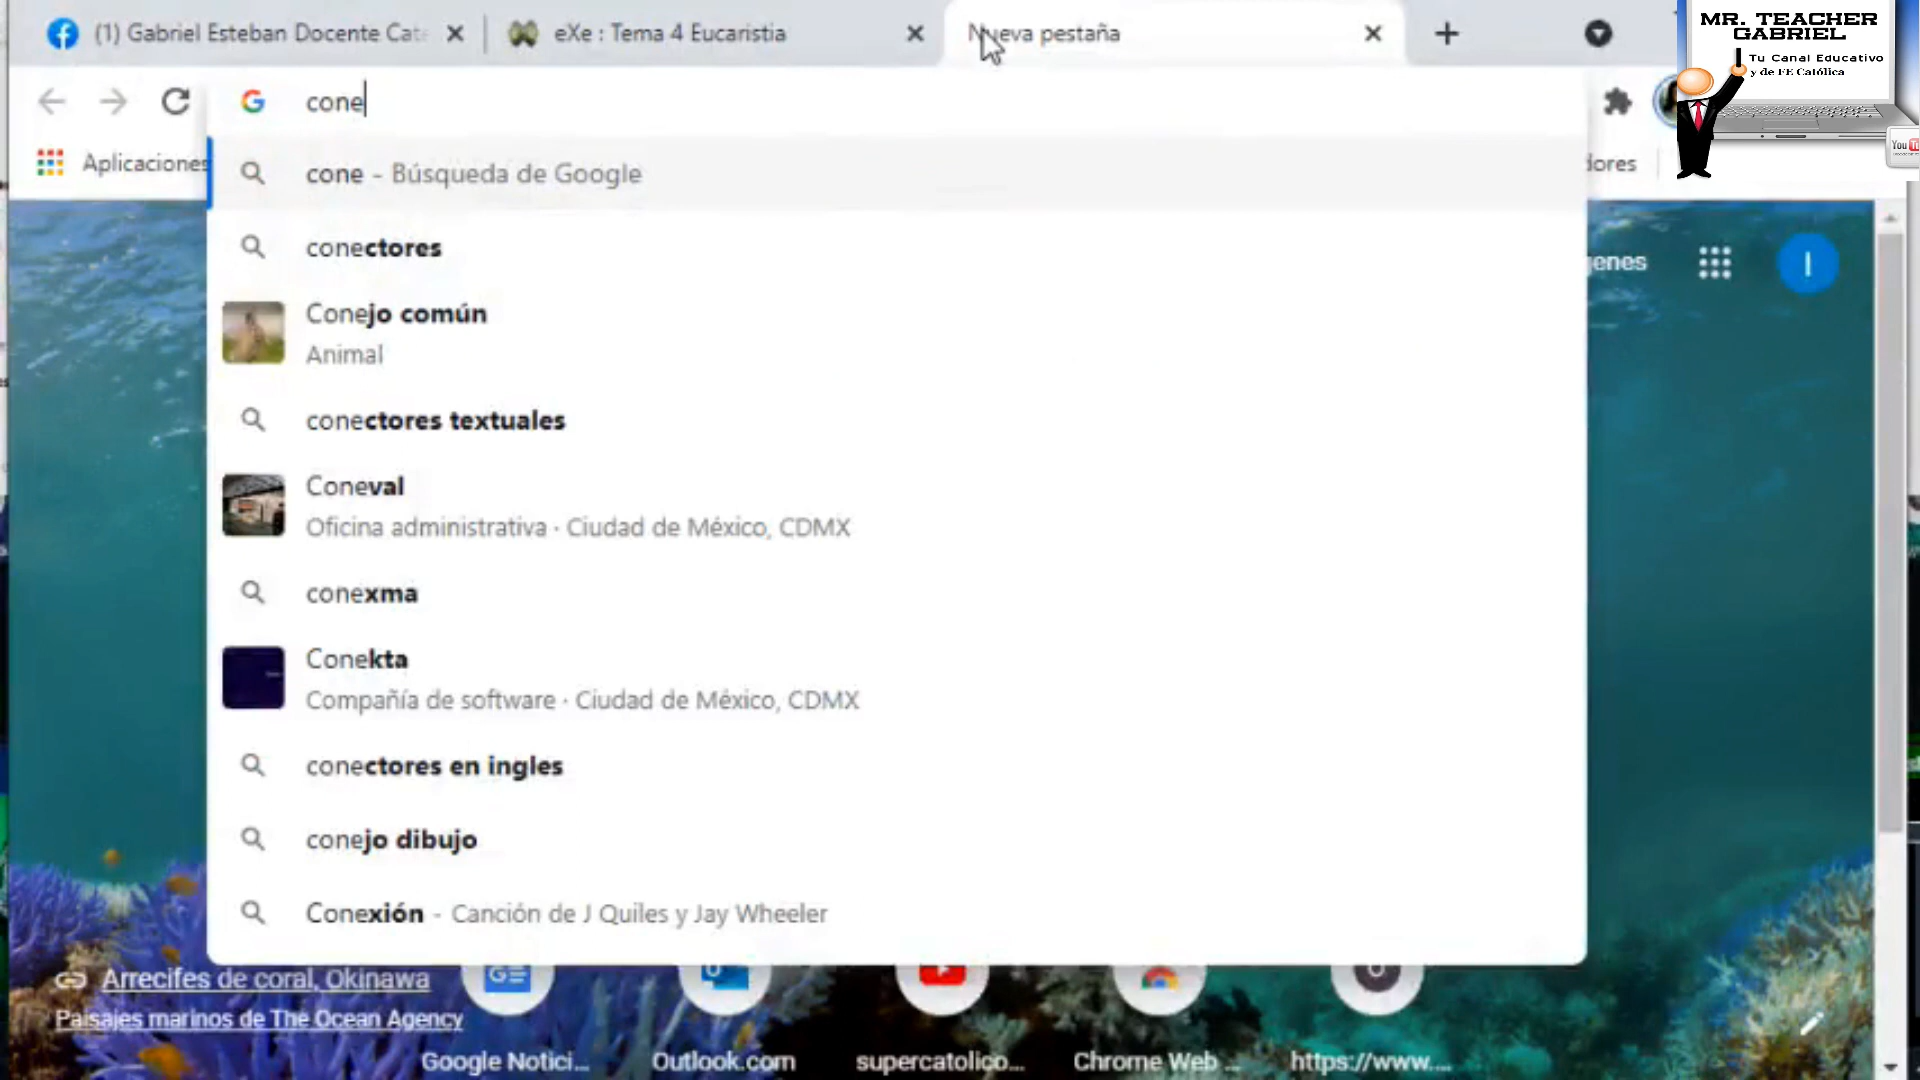 (1) Gabriel Esteban Docente Cate
eXe : Tema 4 Eucaristia
Nueva pestaña
MR. TEACHER
GABRIEL
Tu Canal Educativo
y de FE Católica
You
cone
Aplicaciones
cone - Búsqueda de Google
dores
conectores
genes
I
Conejo común
Animal
conectores textuales
Coneval
Oficina administrativa · Ciudad de México, CDMX
conexma
Conekta
Compañía de software · Ciudad de México, CDMX
conectores en ingles
conejo dibujo
Conexión - Canción de J Quiles y Jay Wheeler
Arrecifes de coral, Okinawa
Paisajes marinos de The Ocean Agency
Google Notici...
Outlook.com
supercatolico...
Chrome Web ...
https://www....